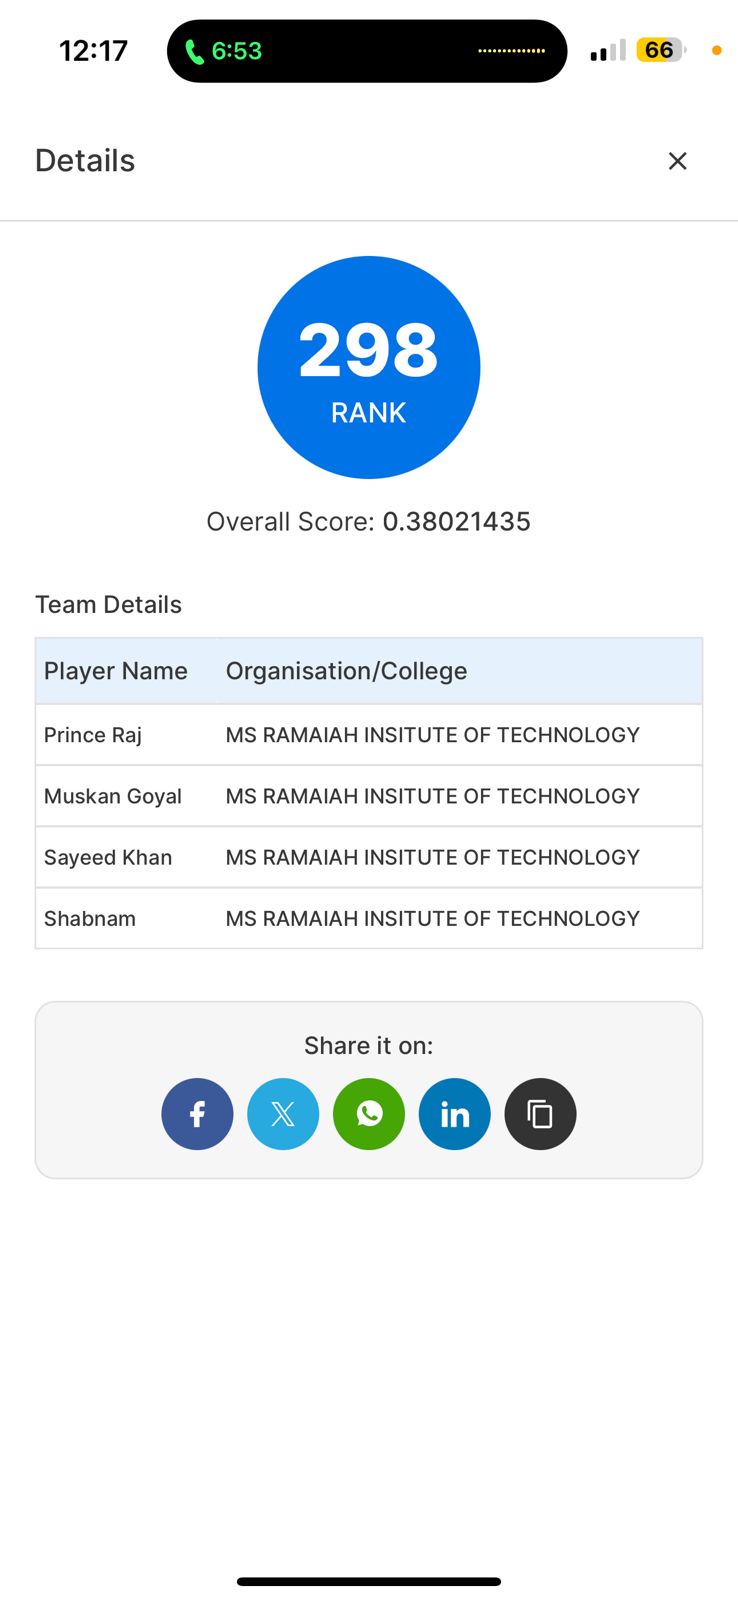 12:17 6:53 66
Details
298
RANK
Overall Score: 0.38021435
Team Details
Player Name Organisation/College
Prince Raj MS RAMAIAH INSITUTE OF TECHNOLOGY
Muskan Goyal MS RAMAIAH INSITUTE OF TECHNOLOGY
Sayeed Khan MS RAMAIAH INSITUTE OF TECHNOLOGY
Shabnam MS RAMAIAH INSITUTE OF TECHNOLOGY
Share it on: